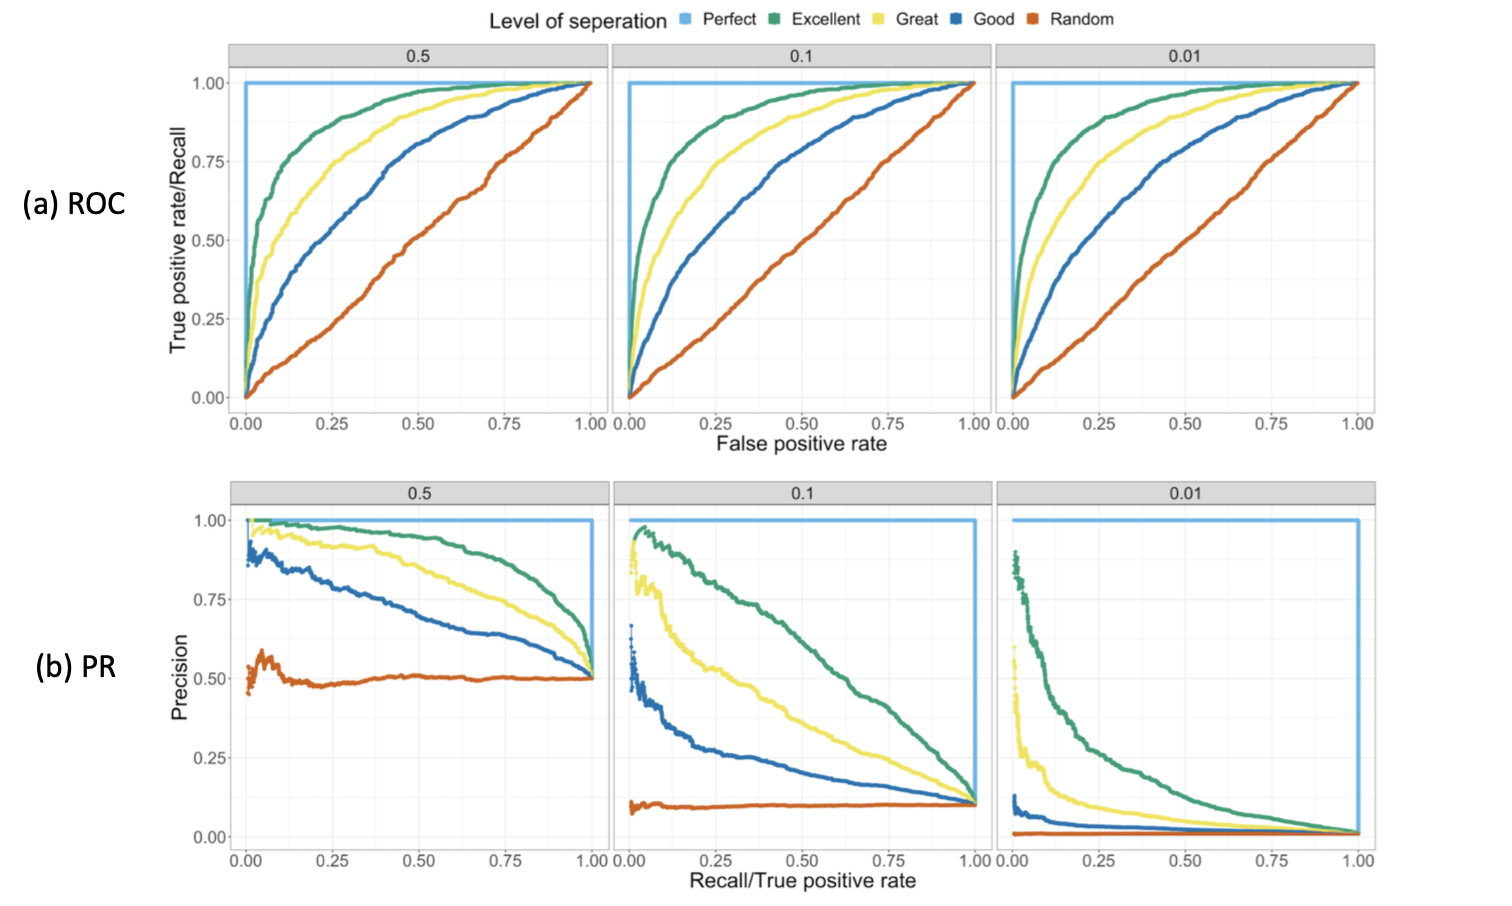 Level of seperation Perfect Excellent Great Good Random
0.5 0.1 0.01
1.00
0.75
0.50
0.25
0.00
True positive rate/Recall
(a) ROC
0.00 0.25 0.50 0.75 1.00 0.00 0.25 0.50 0.75 1.00 0.00 0.25 0.50 0.75 1.00
False positive rate
0.5 0.1 0.01
1.00
0.75
0.50
0.25
0.00
Precision
(b) PR
0.00 0.25 0.50 0.75 1.00 0.00 0.25 0.50 0.75 1.00 0.00 0.25 0.50 0.75 1.00
Recall/True positive rate